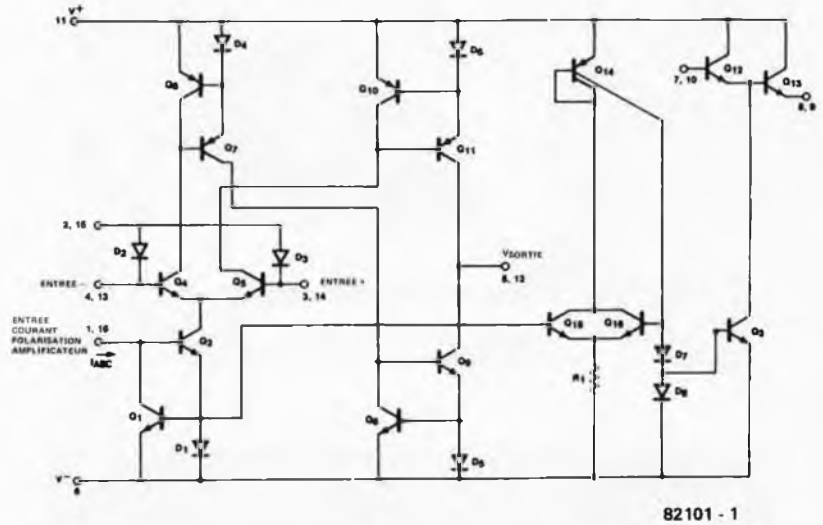 11 V+
D4
D6
Q6
Q10
Q14
Q12
Q13
7, 10
8, 9
Q7
Q11
2, 15
D2
D3
VSORTIE
5, 12
ENTREE –
4, 13
Q4
Q5
ENTREE +
3, 14
ENTREE
COURANT
POLARISATION
AMPLIFICATEUR
1, 16
IABC
Q2
Q15
Q16
D7
Q3
Q9
R1
D8
Q1
D1
Q8
D5
V–
6
82101 - 1